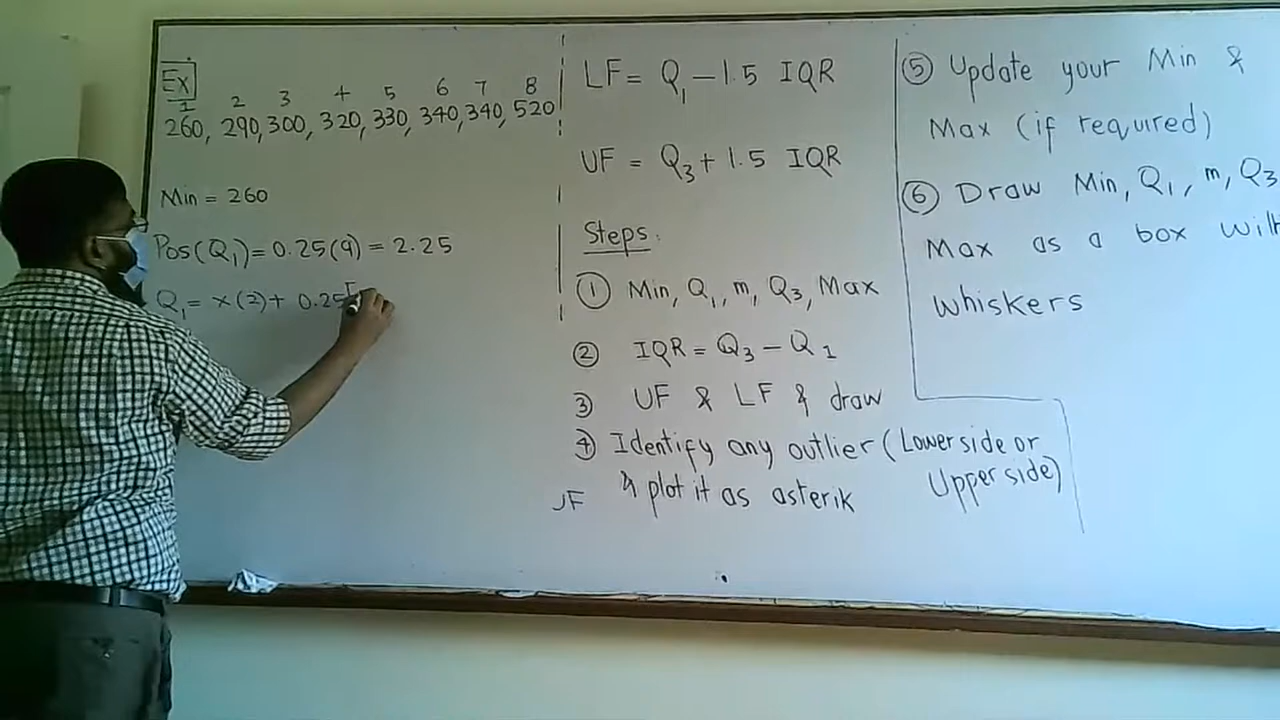 Ex
1 2 3 4 5 6 7 8
260, 290, 300, 320, 330, 340, 340, 520
Min = 260
Pos(Q₁) = 0.25(9) = 2.25
Q₁ = x(2) + 0.25[
LF = Q₁ – 1.5 IQR
UF = Q₃ + 1.5 IQR
Steps:
① Min, Q₁, m, Q₃, Max
② IQR = Q₃ – Q₁
③ UF & LF & draw
④ Identify any outlier (Lower side or
Upper side)
& plot it as asterik
UF
⑤ Update your Min &
Max (if required)
⑥ Draw Min, Q₁, m, Q₃
Max as a box with
whiskers